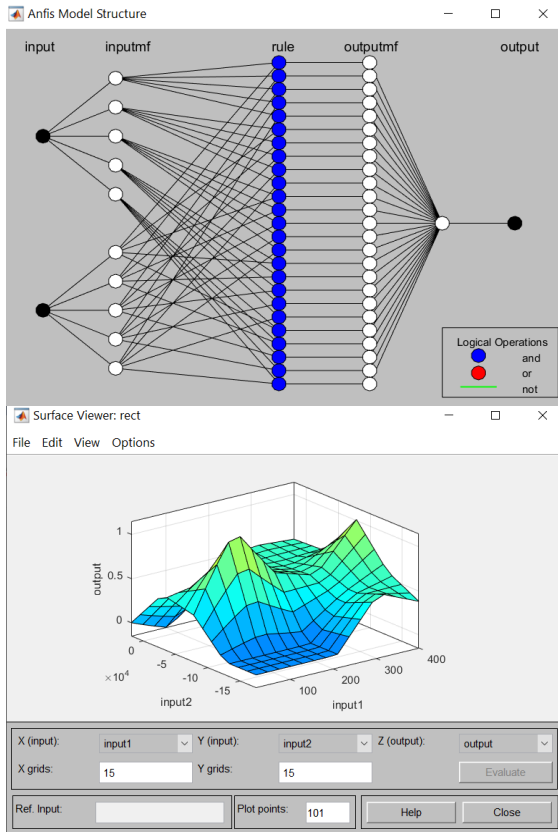 Anfis Model Structure
input inputmf rule outputmf output
Logical Operations
and
or
not
Surface Viewer: rect
File Edit View Options
1
0.5
0
output
0
-5
-10
-15
×10⁴
input2
100
200
300
400
input1
X (input): input1 Y (input): input2 Z (output): output
X grids: 15 Y grids: 15 Evaluate
Ref. Input: Plot points: 101 Help Close